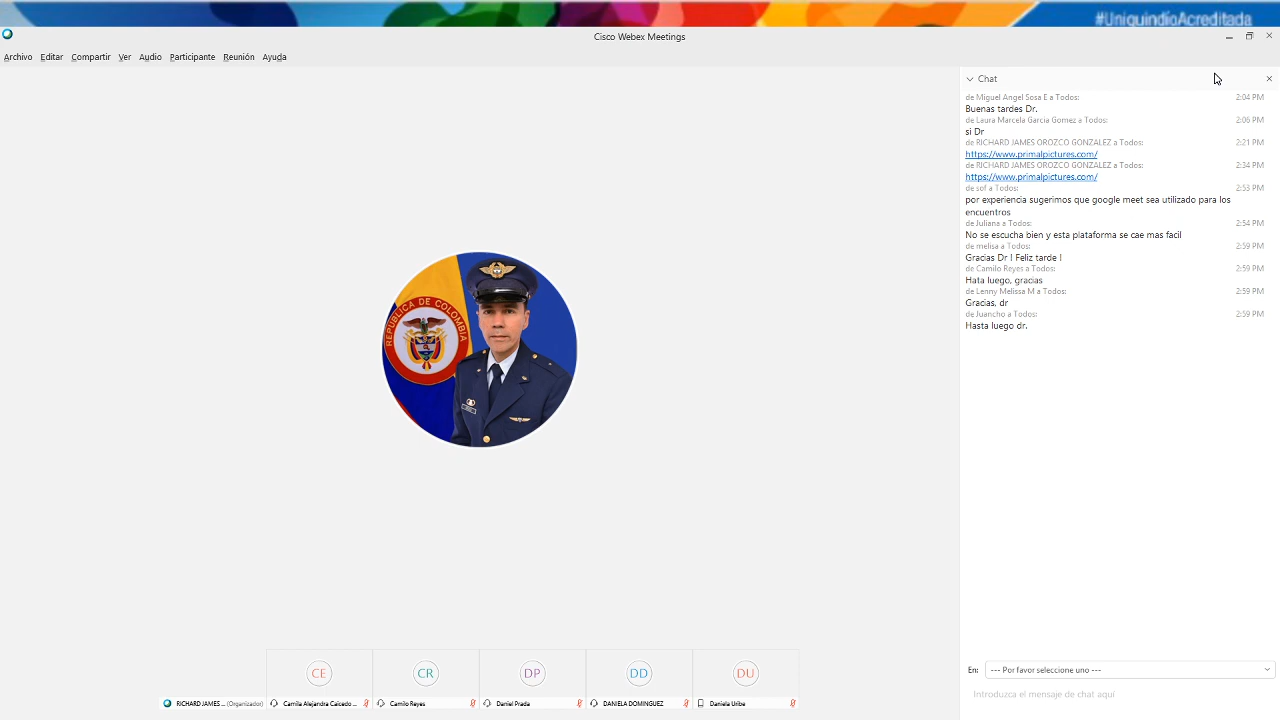 #UniquindíoAcreditada
Cisco Webex Meetings
Archivo Editar Compartir Ver Audio Participante Reunión Ayuda
Chat
de Miguel Angel Sosa E a Todos: 2:04 PM
Buenas tardes Dr.
de Laura Marcela Garcia Gomez a Todos: 2:06 PM
si Dr
de RICHARD JAMES OROZCO GONZALEZ a Todos: 2:21 PM
https://www.primalpictures.com/
de RICHARD JAMES OROZCO GONZALEZ a Todos: 2:34 PM
https://www.primalpictures.com/
de sof a Todos: 2:53 PM
por experiencia sugerimos que google meet sea utilizado para los
encuentros
de Juliana a Todos: 2:54 PM
No se escucha bien y esta plataforma se cae mas facil
de melisa a Todos: 2:59 PM
Gracias Dr ! Feliz tarde !
de Camilo Reyes a Todos: 2:59 PM
Hata luego, gracias
de Lenny Melissa M a Todos: 2:59 PM
Gracias, dr
de Juancho a Todos: 2:59 PM
Hasta luego dr.
REPUBLICA DE COLOMBIA
CE CR DP DD DU
RICHARD JAMES ... (Organizador) Camila Alejandra Caicedo ... Camilo Reyes Daniel Prada DANIELA DOMINGUEZ Daniela Uribe
En: --- Por favor seleccione uno ---
Introduzca el mensaje de chat aquí